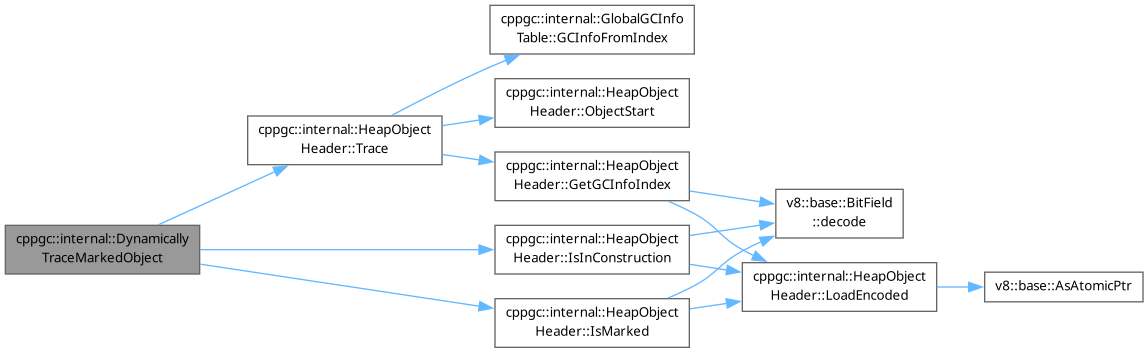 cppgc::internal::GlobalGCInfo
Table::GCInfoFromIndex
cppgc::internal::HeapObject
Header::ObjectStart
cppgc::internal::HeapObject
Header::Trace
cppgc::internal::HeapObject
Header::GetGCInfoIndex
v8::base::BitField
::decode
cppgc::internal::Dynamically
TraceMarkedObject
cppgc::internal::HeapObject
Header::IsInConstruction
cppgc::internal::HeapObject
Header::LoadEncoded
v8::base::AsAtomicPtr
cppgc::internal::HeapObject
Header::IsMarked